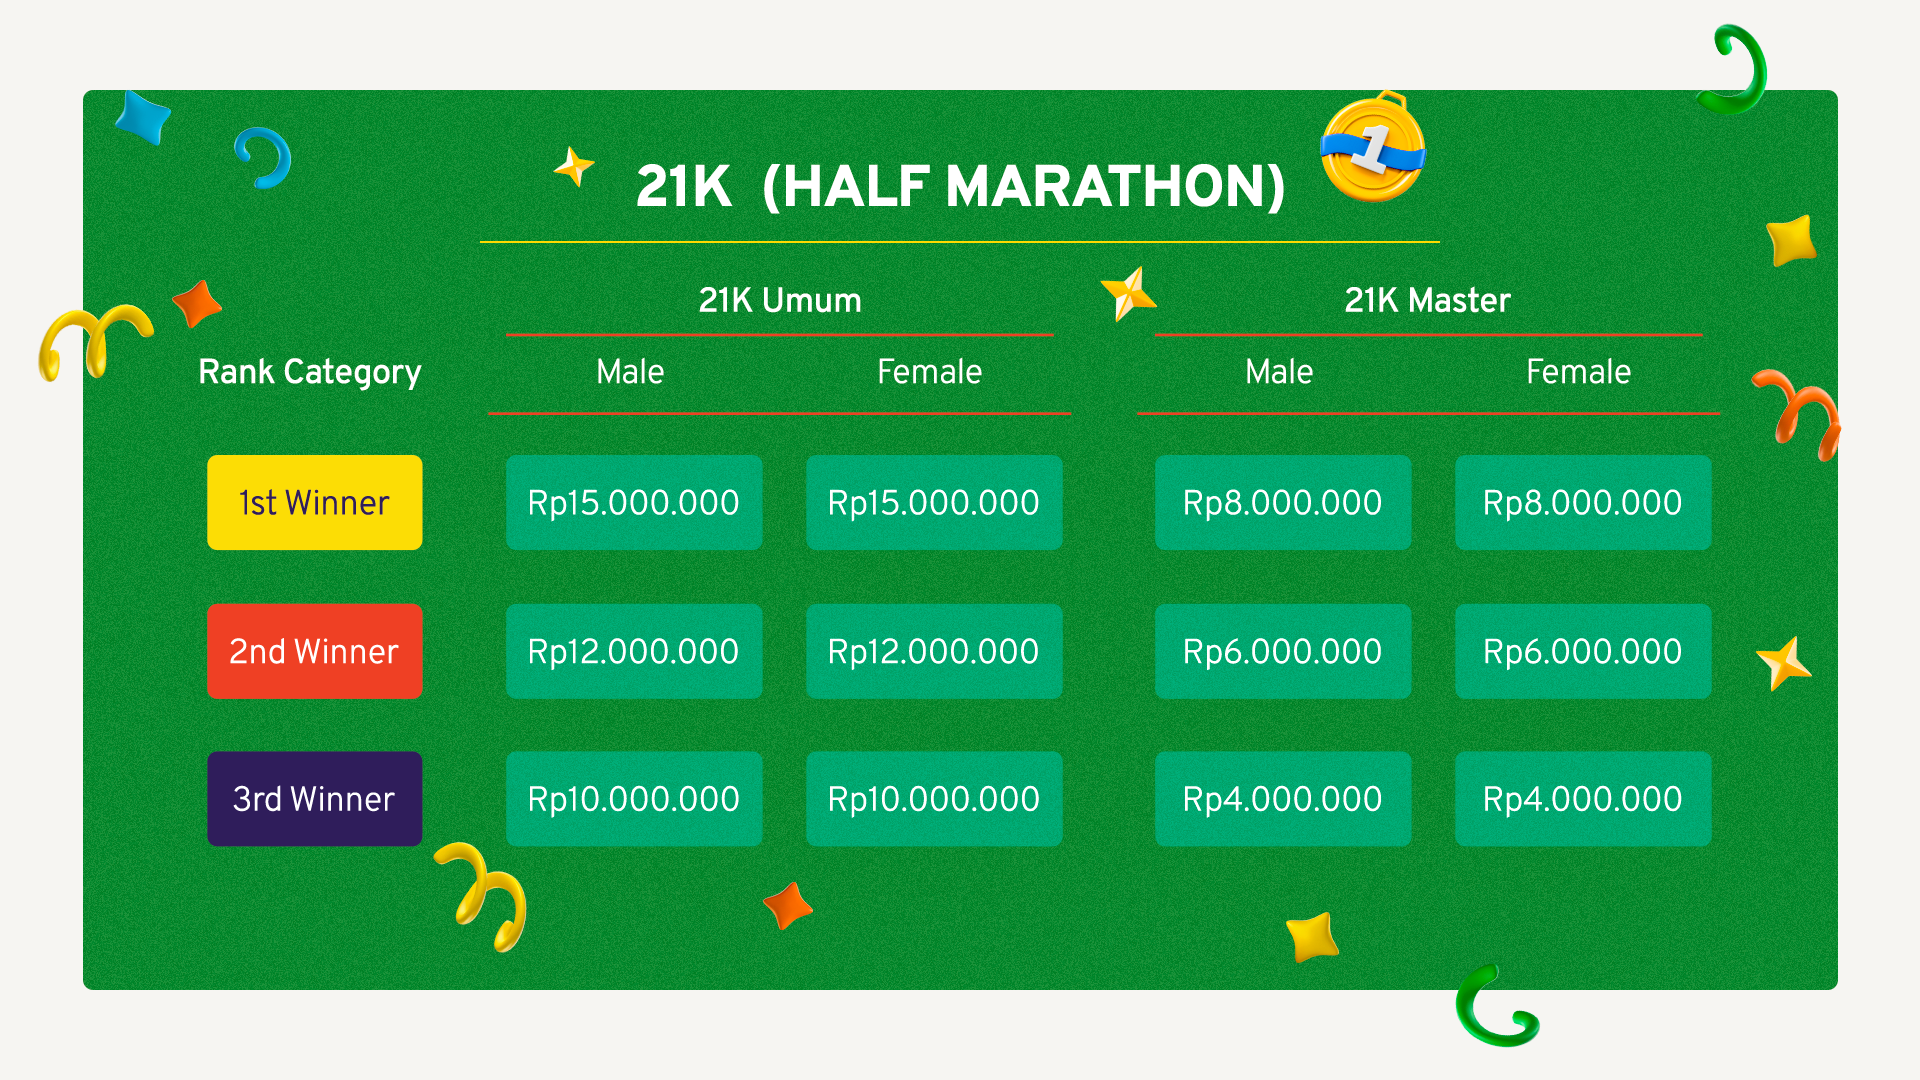 21K (HALF MARATHON)
1
21K Umum 21K Master
Rank Category Male Female Male Female
1st Winner Rp15.000.000 Rp15.000.000 Rp8.000.000 Rp8.000.000
2nd Winner Rp12.000.000 Rp12.000.000 Rp6.000.000 Rp6.000.000
3rd Winner Rp10.000.000 Rp10.000.000 Rp4.000.000 Rp4.000.000